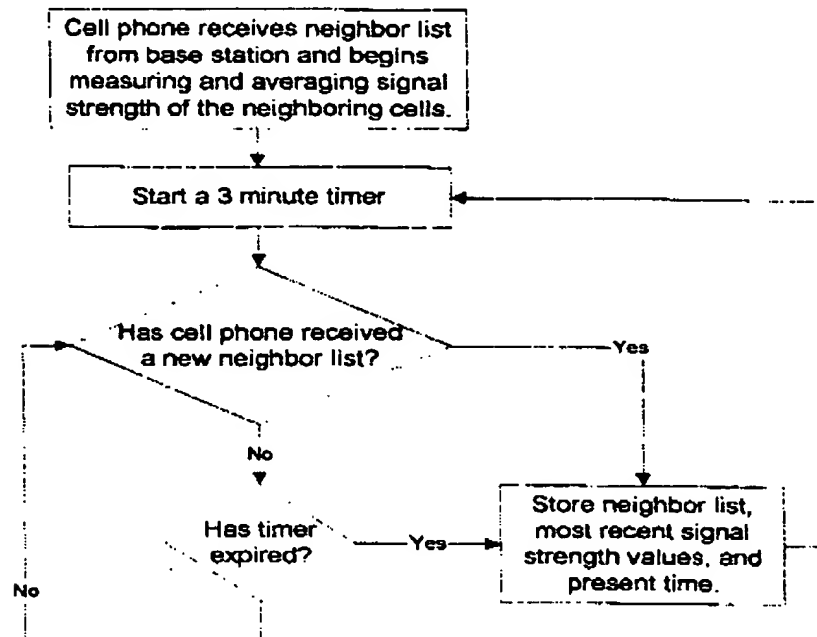 Cell phone receives neighbor list
from base station and begins
measuring and averaging signal
strength of the neighboring cells.
Start a 3 minute timer
Has cell phone received
a new neighbor list?
Yes
No
Has timer
expired?
Yes
Store neighbor list,
most recent signal
strength values, and
present time.
No